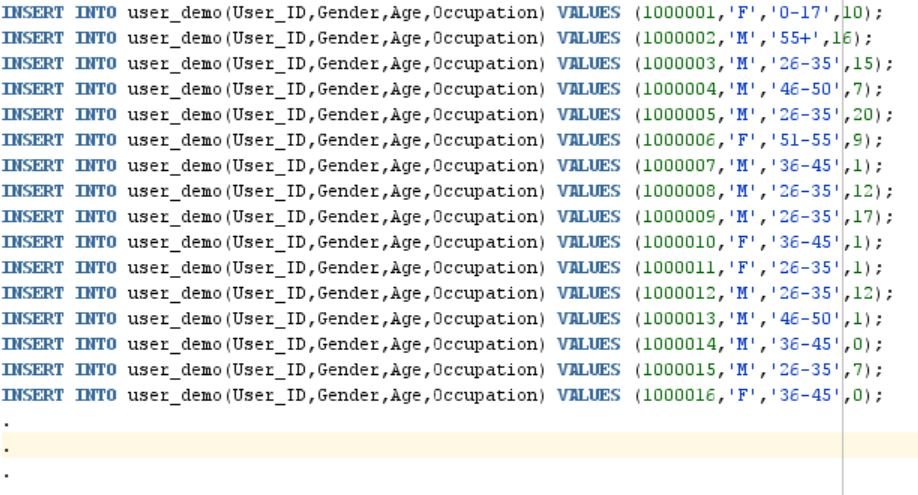 INSERT INTO user_demo(User_ID,Gender,Age,Occupation) VALUES (1000001,'F','0-17',10);
INSERT INTO user_demo(User_ID,Gender,Age,Occupation) VALUES (1000002,'M','55+',16);
INSERT INTO user_demo(User_ID,Gender,Age,Occupation) VALUES (1000003,'M','26-35',15);
INSERT INTO user_demo(User_ID,Gender,Age,Occupation) VALUES (1000004,'M','46-50',7);
INSERT INTO user_demo(User_ID,Gender,Age,Occupation) VALUES (1000005,'M','26-35',20);
INSERT INTO user_demo(User_ID,Gender,Age,Occupation) VALUES (1000006,'F','51-55',9);
INSERT INTO user_demo(User_ID,Gender,Age,Occupation) VALUES (1000007,'M','36-45',1);
INSERT INTO user_demo(User_ID,Gender,Age,Occupation) VALUES (1000008,'M','26-35',12);
INSERT INTO user_demo(User_ID,Gender,Age,Occupation) VALUES (1000009,'M','26-35',17);
INSERT INTO user_demo(User_ID,Gender,Age,Occupation) VALUES (1000010,'F','36-45',1);
INSERT INTO user_demo(User_ID,Gender,Age,Occupation) VALUES (1000011,'F','26-35',1);
INSERT INTO user_demo(User_ID,Gender,Age,Occupation) VALUES (1000012,'M','26-35',12);
INSERT INTO user_demo(User_ID,Gender,Age,Occupation) VALUES (1000013,'M','46-50',1);
INSERT INTO user_demo(User_ID,Gender,Age,Occupation) VALUES (1000014,'M','36-45',0);
INSERT INTO user_demo(User_ID,Gender,Age,Occupation) VALUES (1000015,'M','26-35',7);
INSERT INTO user_demo(User_ID,Gender,Age,Occupation) VALUES (1000016,'F','36-45',0);
.
.
.